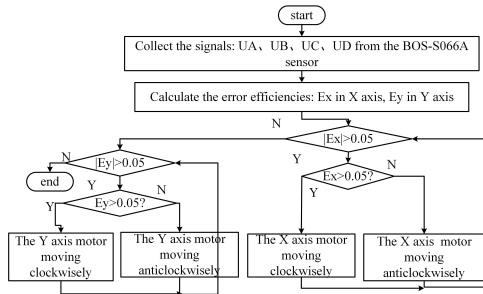 start
Collect the signals: UA、UB、UC、UD from the BOS-S066A
sensor
Calculate the error efficiencies: Ex in X axis, Ey in Y axis
N
|Ex|>0.05
N
|Ey|>0.05
Y
N
end
Y
Ex>0.05?
Y
Ey>0.05?
Y
N
The Y axis motor
moving
clockwisely
The Y axis motor
moving
anticlockwisely
The X axis motor
moving
clockwisely
The X axis motor
moving
anticlockwisely